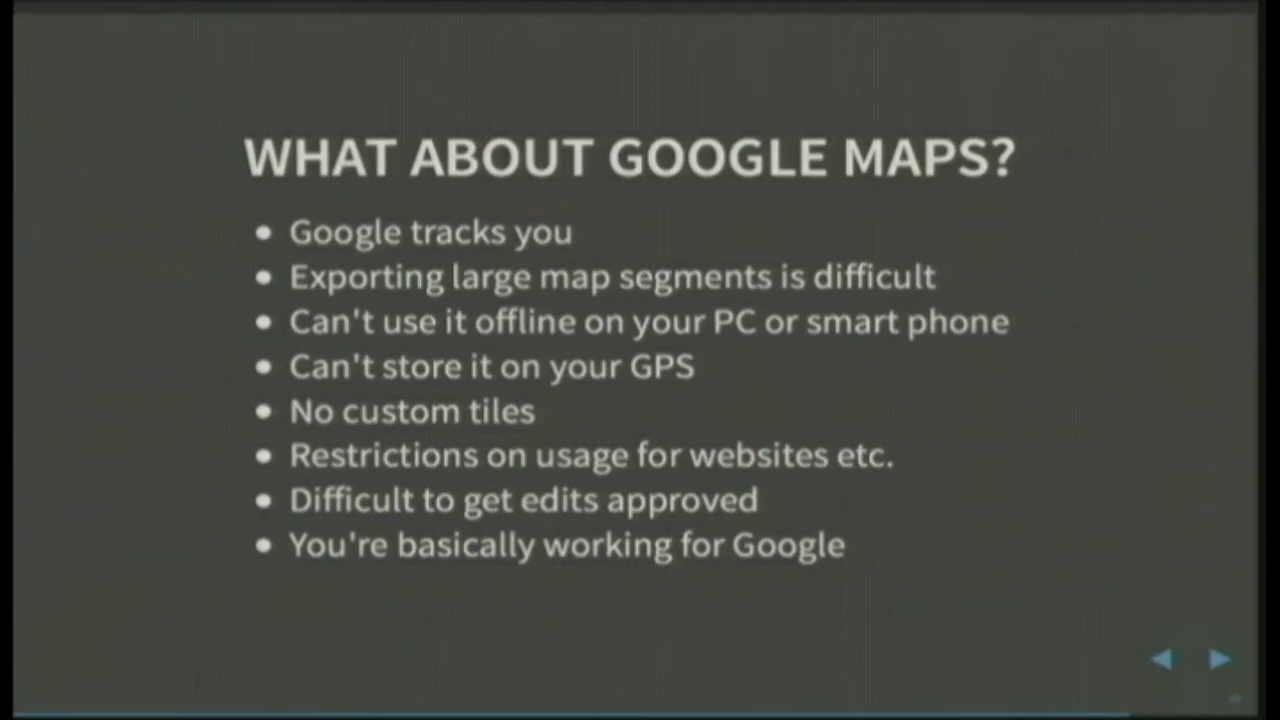 WHAT ABOUT GOOGLE MAPS?
Google tracks you
Exporting large map segments is difficult
Can't use it offline on your PC or smart phone
Can't store it on your GPS
No custom tiles
Restrictions on usage for websites etc.
Difficult to get edits approved
You're basically working for Google